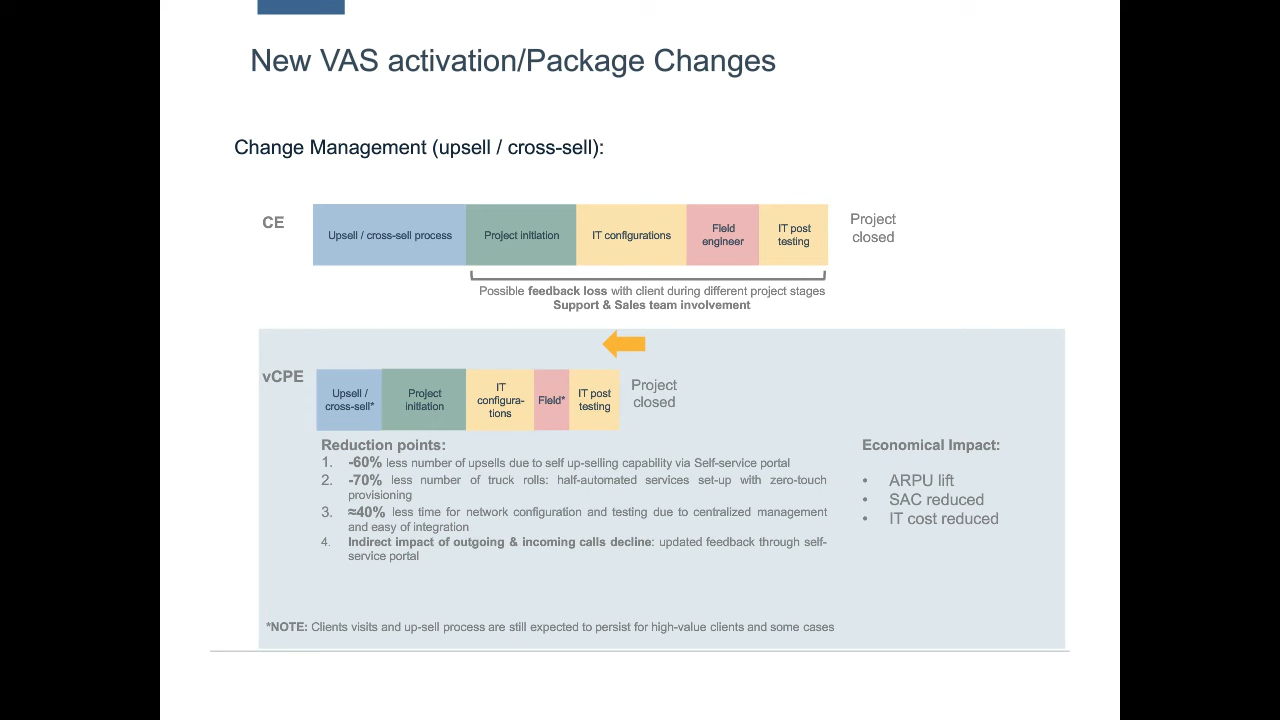 New VAS activation/Package Changes
Change Management (upsell / cross-sell):
CE
Upsell / cross-sell process
Project initiation
IT configurations
Field
engineer
IT post
testing
Project
closed
Possible feedback loss with client during different project stages
Support & Sales team involvement
vCPE
Upsell /
cross-sell*
Project
initiation
IT
configura-
tions
Field*
IT post
testing
Project
closed
Reduction points:
1. -60% less number of upsells due to self up-selling capability via Self-service portal
2. -70% less number of truck rolls: half-automated services set-up with zero-touch
provisioning
3. ≈40% less time for network configuration and testing due to centralized management
and easy of integration
4. Indirect impact of outgoing & incoming calls decline: updated feedback through self-
service portal
Economical Impact:
• ARPU lift
• SAC reduced
• IT cost reduced
*NOTE: Clients visits and up-sell process are still expected to persist for high-value clients and some cases